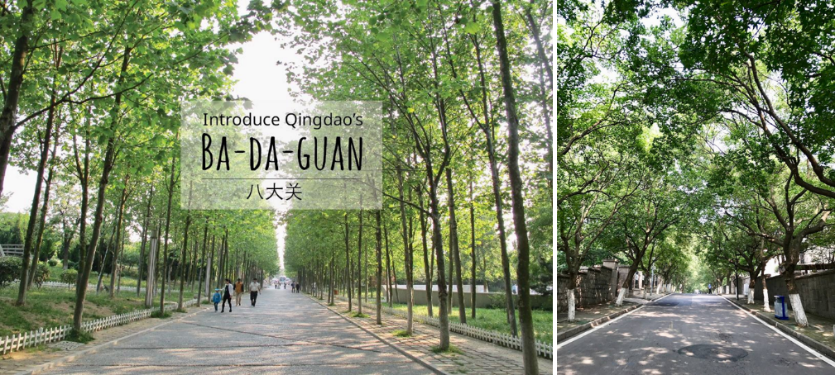 Introduce Qingdao's
BA-DA-GUAN
八大关